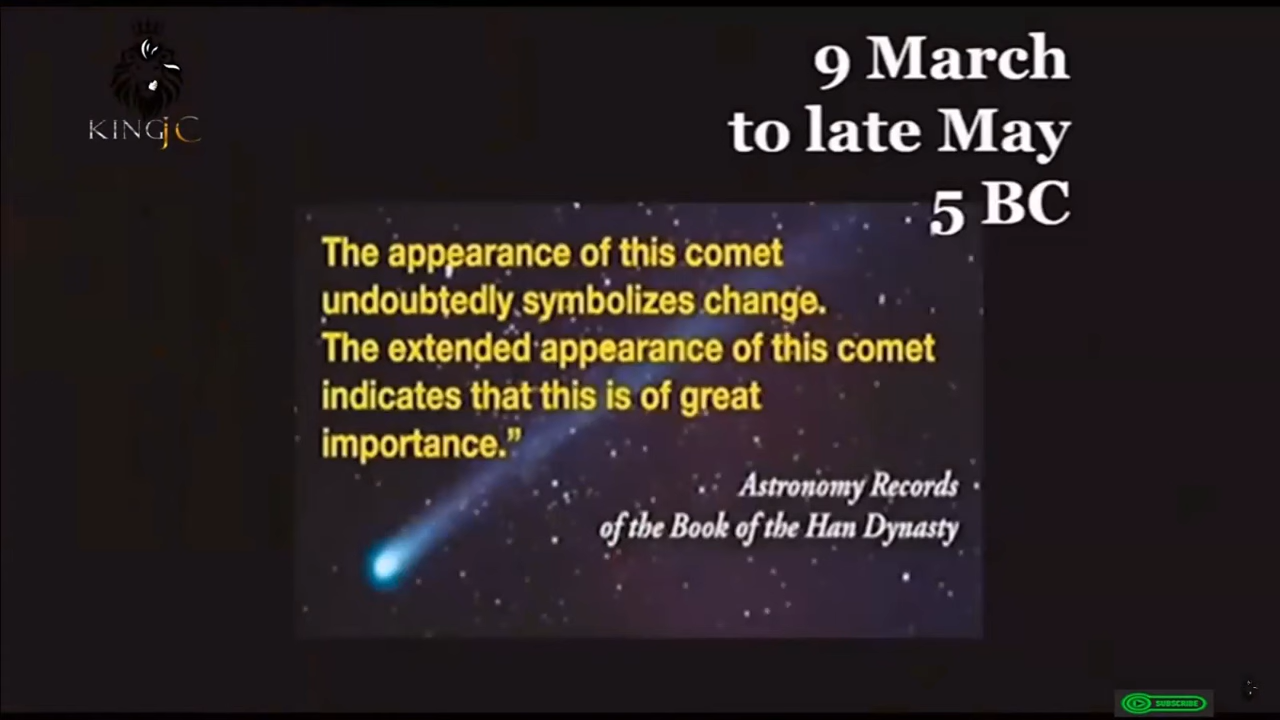 KING jC
9 March
to late May
5 BC
The appearance of this comet
undoubtedly symbolizes change.
The extended appearance of this comet
indicates that this is of great
importance.”
Astronomy Records
of the Book of the Han Dynasty
SUBSCRIBE